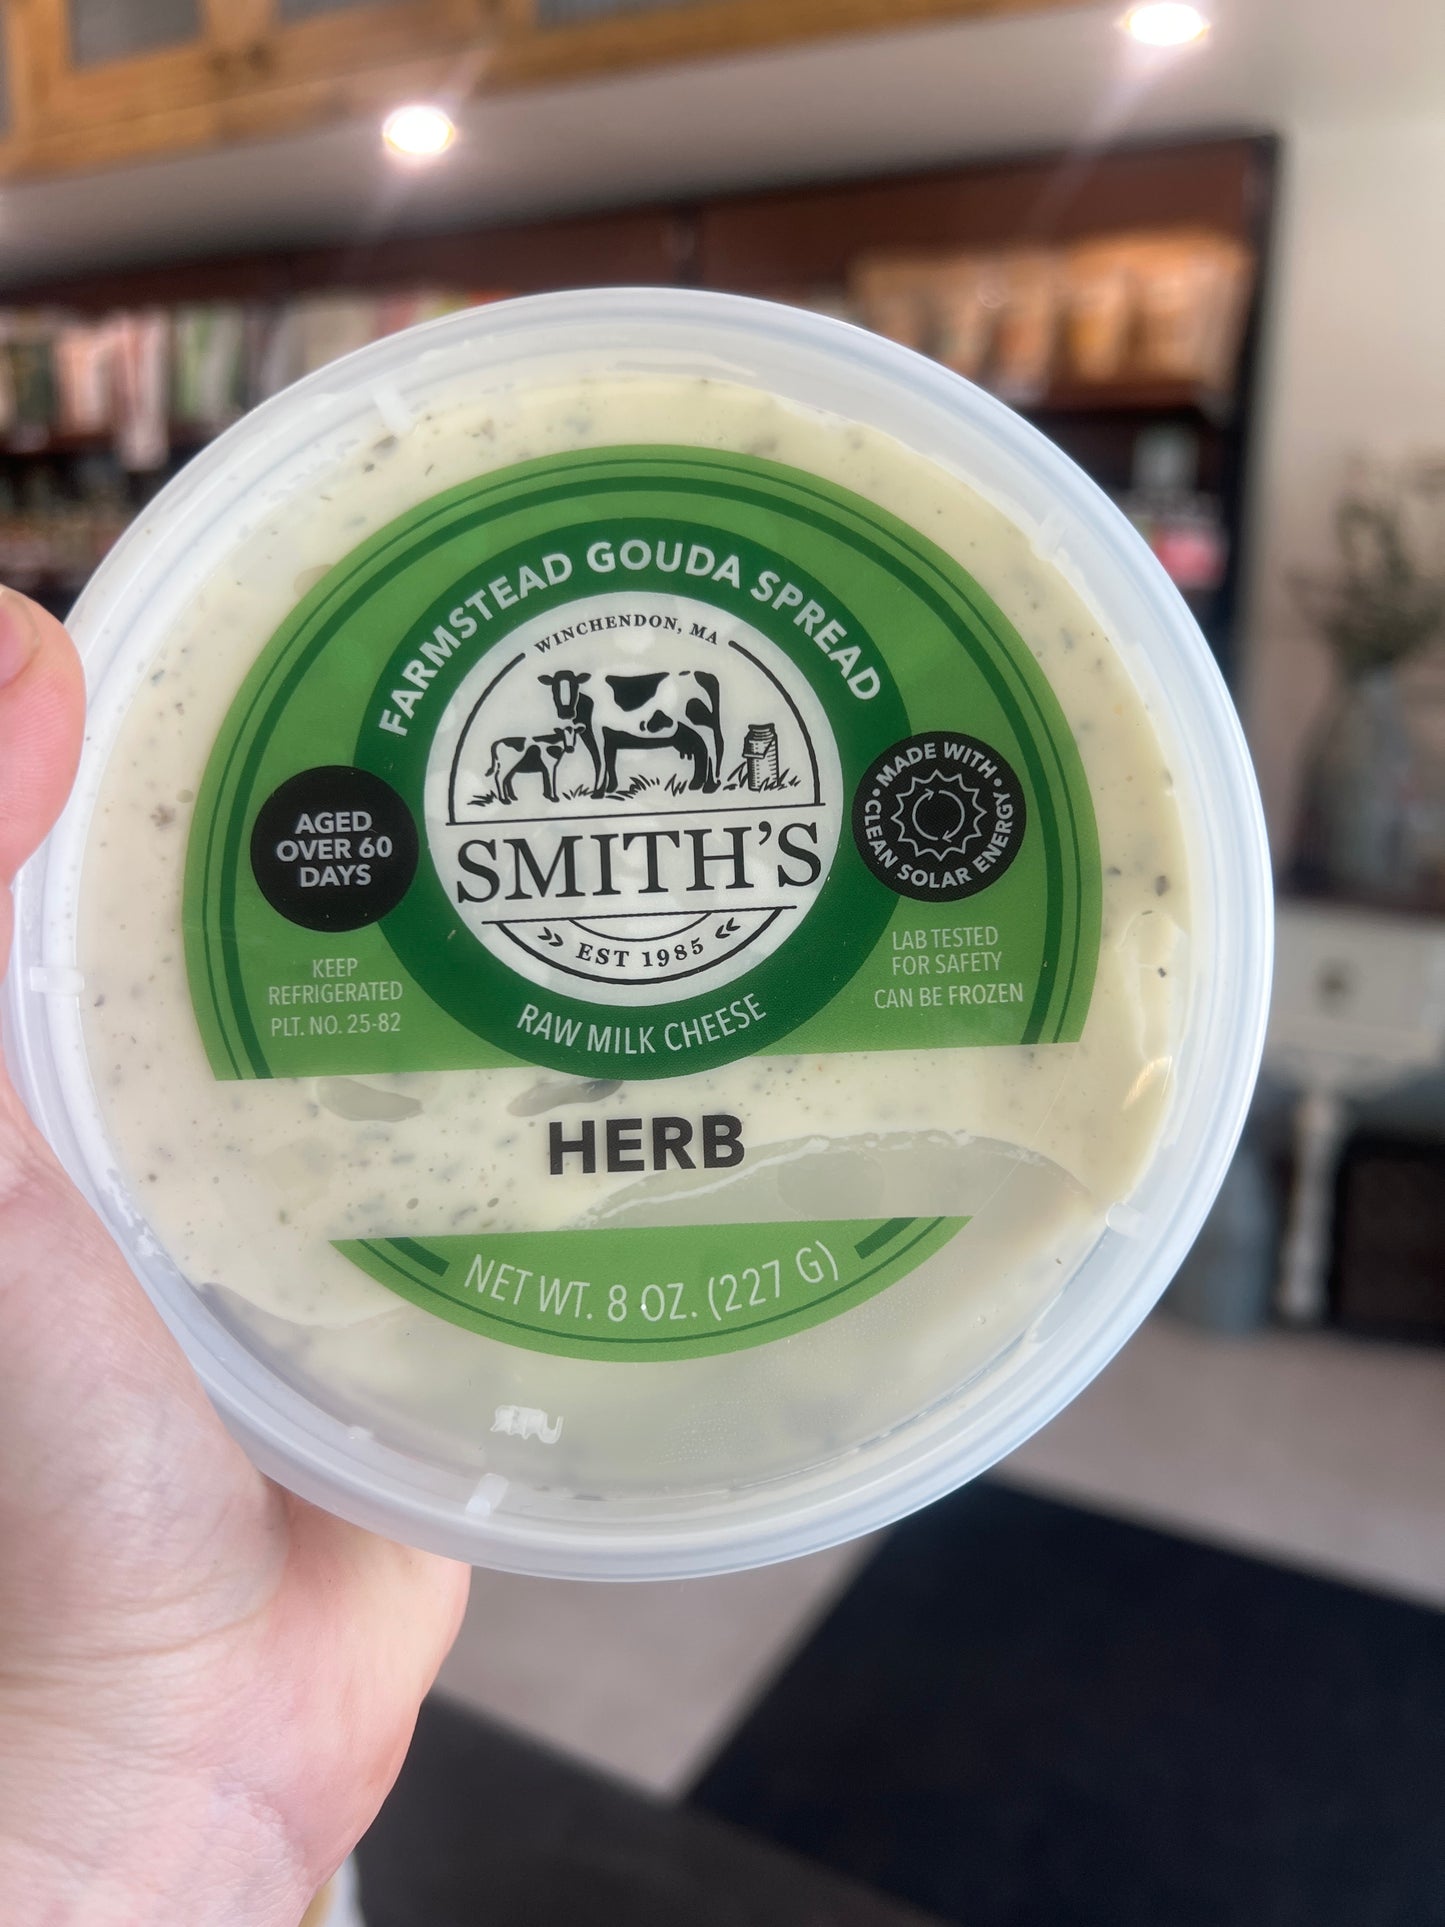 FARMSTEAD GOUDA SPREAD
WINCHENDON, MA
SMITH'S
EST 1985
RAW MILK CHEESE
AGED
OVER 60
DAYS
KEEP
REFRIGERATED
PLT. NO. 25-82
• MADE WITH •
CLEAN SOLAR ENERGY
LAB TESTED
FOR SAFETY
CAN BE FROZEN
HERB
NET WT. 8 OZ. (227 G)